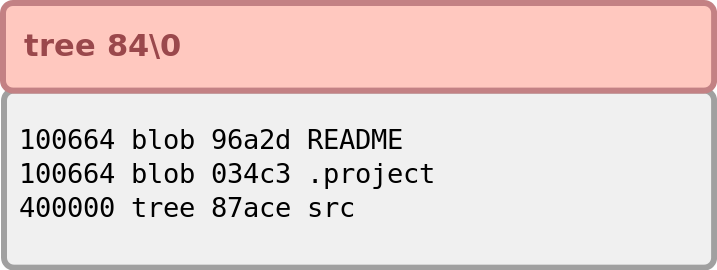 tree 84\0
100664 blob 96a2d README
100664 blob 034c3 .project
400000 tree 87ace src